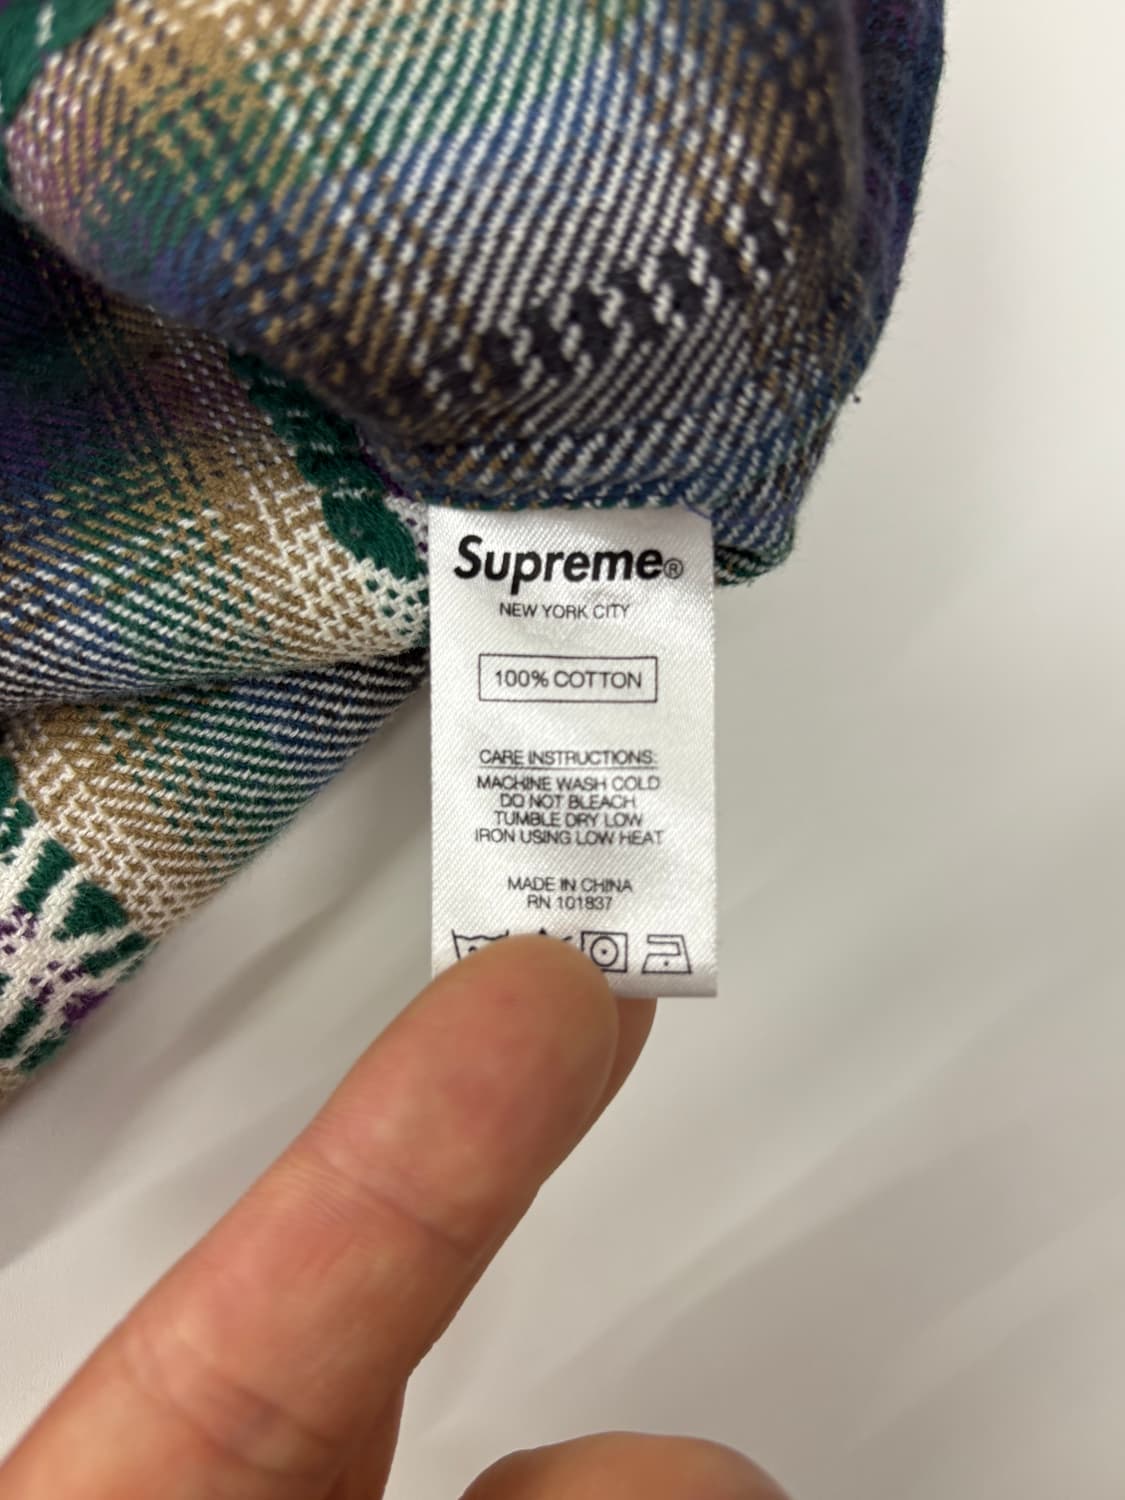 Supreme®
NEW YORK CITY
100% COTTON
CARE INSTRUCTIONS:
MACHINE WASH COLD
DO NOT BLEACH
TUMBLE DRY LOW
IRON USING LOW HEAT
MADE IN CHINA
RN 101837